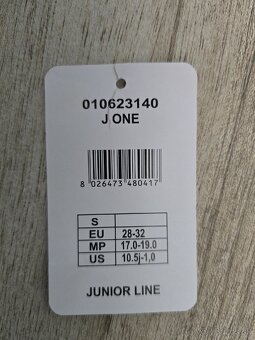 010623140
J ONE
8 026473 480417
S
EU 28-32
MP 17.0-19.0
US 10.5j-1,0
JUNIOR LINE